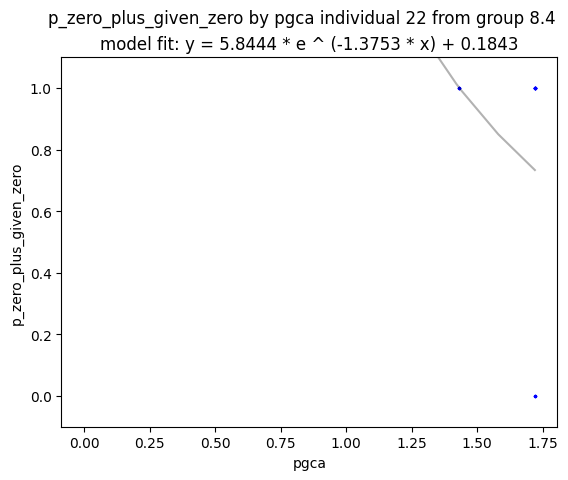 p_zero_plus_given_zero by pgca individual 22 from group 8.4
model fit: y = 5.8444 * e ^ (-1.3753 * x) + 0.1843
1.0
0.8
0.6
0.4
0.2
0.0
p_zero_plus_given_zero
0.00 0.25 0.50 0.75 1.00 1.25 1.50 1.75
pgca